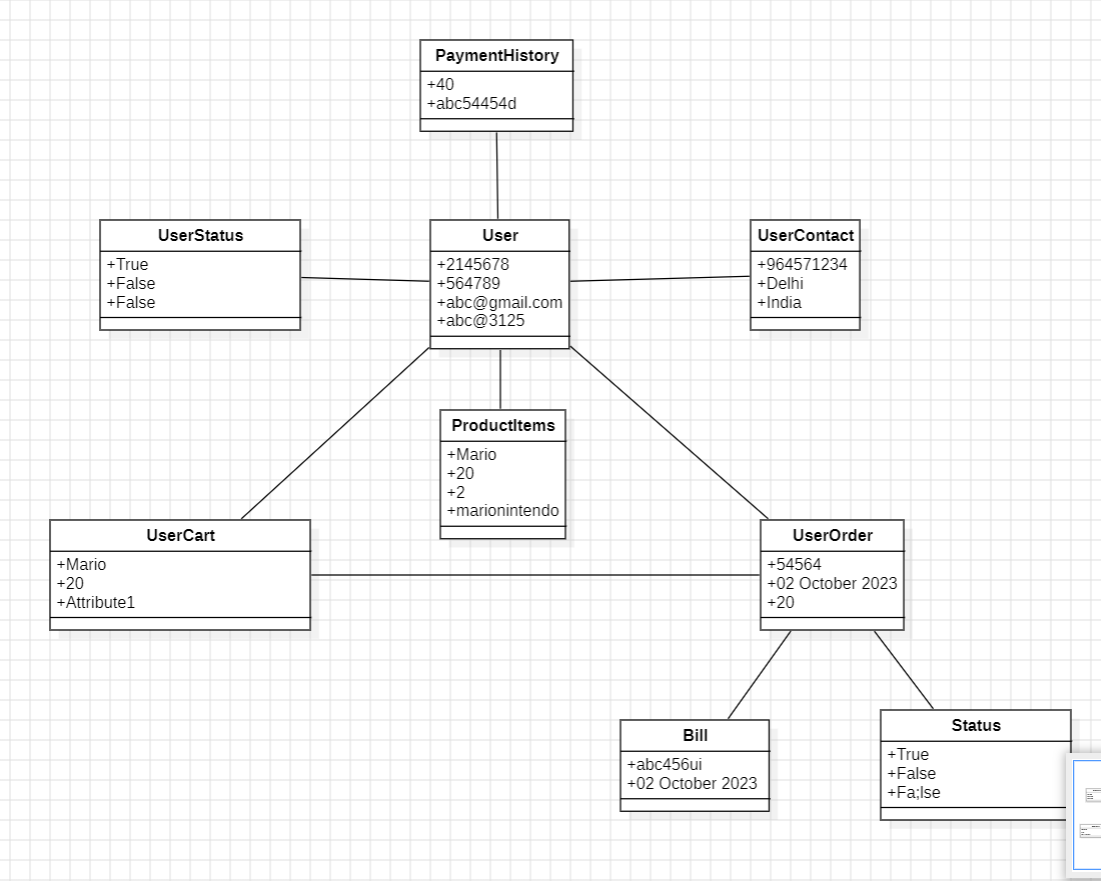 PaymentHistory
+40
+abc54454d
UserStatus
+True
+False
+False
User
+2145678
+564789
+abc@gmail.com
+abc@3125
UserContact
+964571234
+Delhi
+India
ProductItems
+Mario
+20
+2
+marionintendo
UserCart
+Mario
+20
+Attribute1
UserOrder
+54564
+02 October 2023
+20
Bill
+abc456ui
+02 October 2023
Status
+True
+False
+Fa;lse